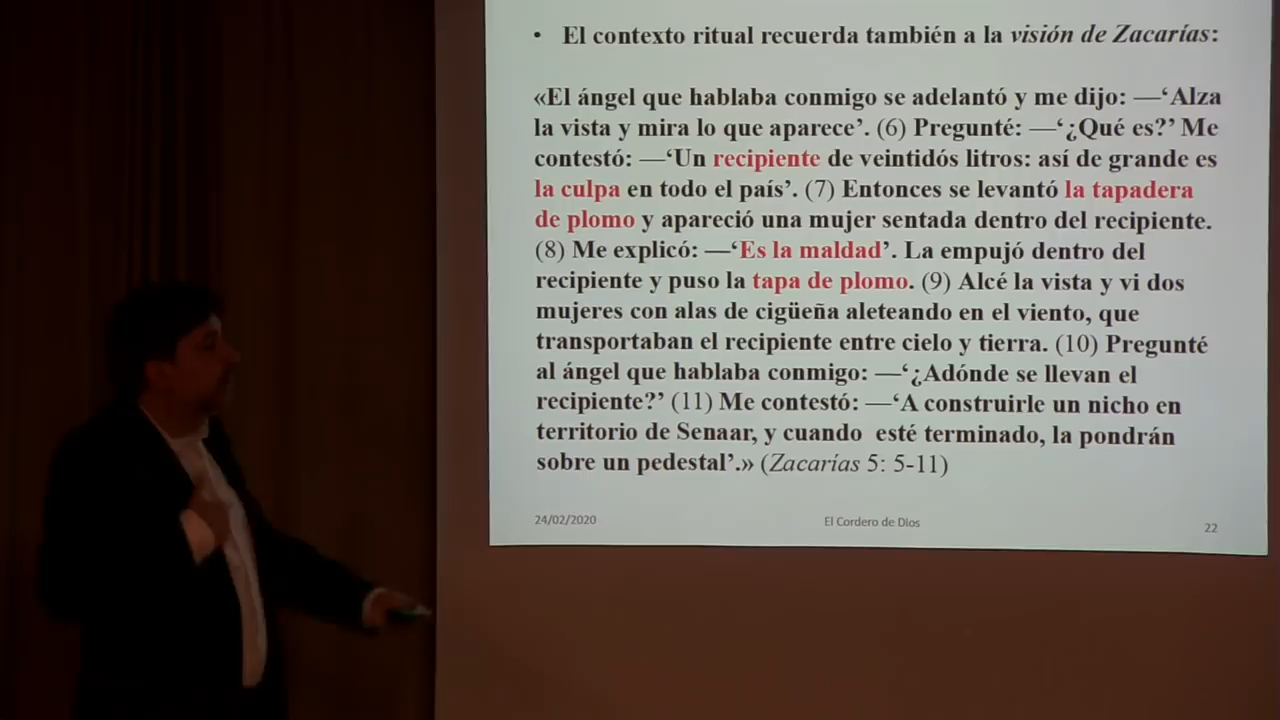 • El contexto ritual recuerda también a la visión de Zacarías:
«El ángel que hablaba conmigo se adelantó y me dijo: —‘Alza
la vista y mira lo que aparece’. (6) Pregunté: —‘¿Qué es?’ Me
contestó: —‘Un recipiente de veintidós litros: así de grande es
la culpa en todo el país’. (7) Entonces se levantó la tapadera
de plomo y apareció una mujer sentada dentro del recipiente.
(8) Me explicó: —‘Es la maldad’. La empujó dentro del
recipiente y puso la tapa de plomo. (9) Alcé la vista y vi dos
mujeres con alas de cigüeña aleteando en el viento, que
transportaban el recipiente entre cielo y tierra. (10) Pregunté
al ángel que hablaba conmigo: —‘¿Adónde se llevan el
recipiente?’ (11) Me contestó: —‘A construirle un nicho en
territorio de Senaar, y cuando esté terminado, la pondrán
sobre un pedestal’.» (Zacarías 5: 5-11)
24/02/2020 El Cordero de Dios 22